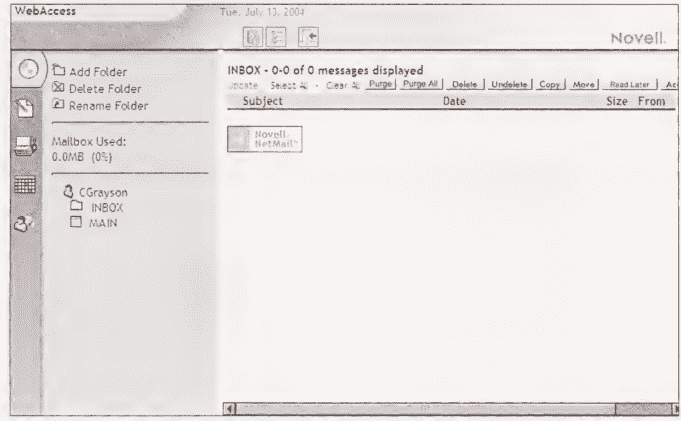 WebAccess
Tue, July 13, 2004
Novell.
Add Folder
Delete Folder
Rename Folder
Mailbox Used:
0.0MB (0%)
CGrayson
INBOX
MAIN
INBOX - 0-0 of 0 messages displayed
Update Select All - Clear All Purge Purge All Delete Undelete Copy Move Read Later
Subject Date Size From
Novell.
NetMail™